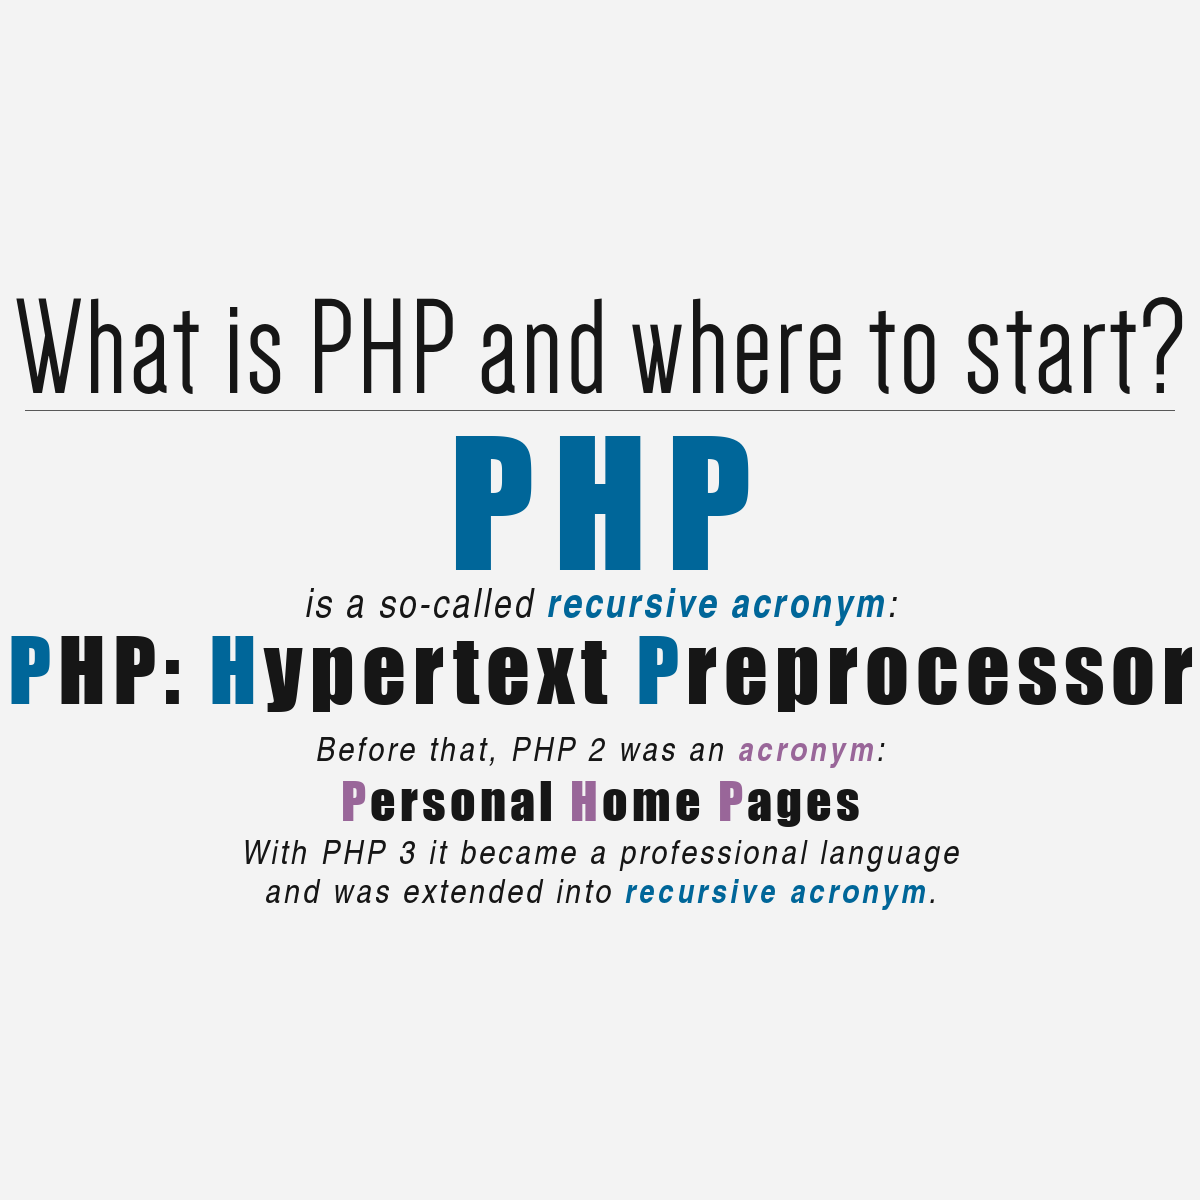 What is PHP and where to start?
PHP
is a so-called recursive acronym:
PHP: Hypertext Preprocessor
Before that, PHP 2 was an acronym:
Personal Home Pages
With PHP 3 it became a professional language
and was extended into recursive acronym.